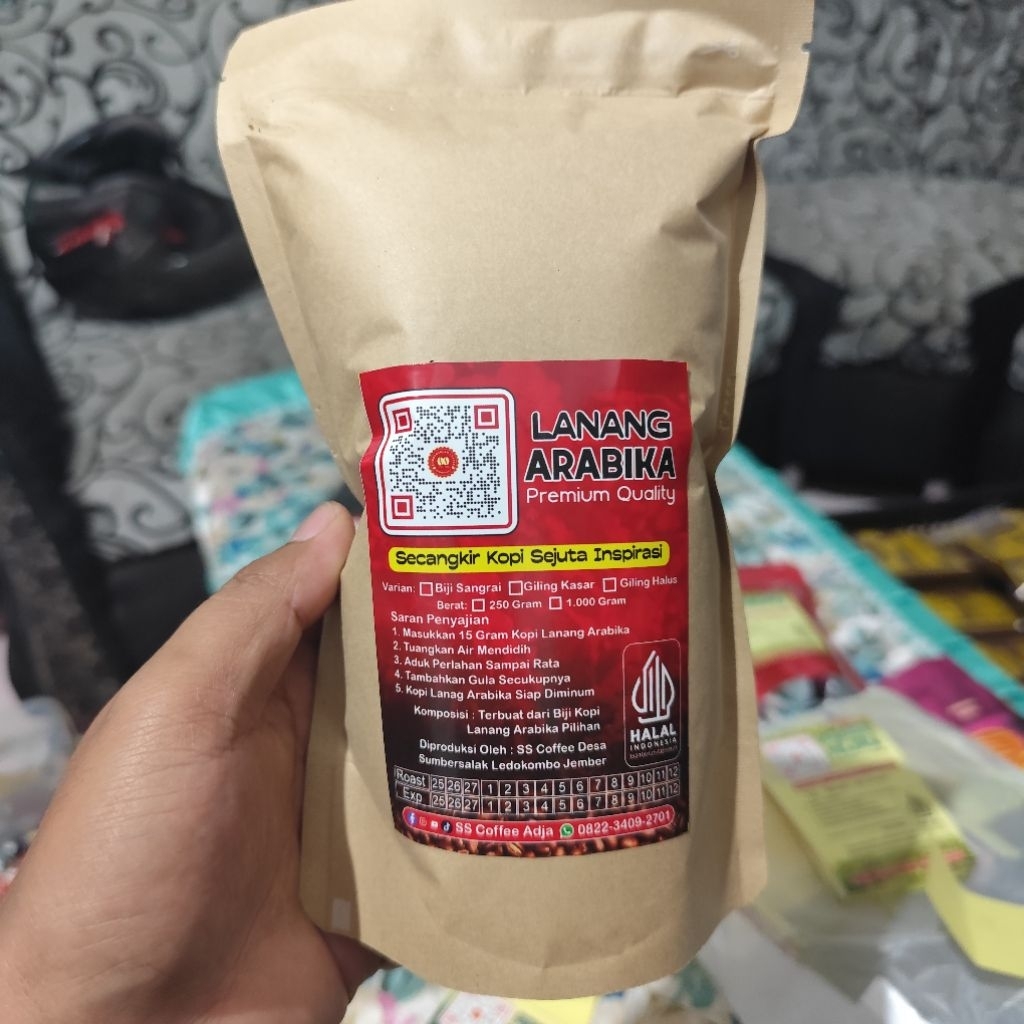 LANANG
ARABIKA
Premium Quality
Secangkir Kopi Sejuta Inspirasi
Varian: Biji Sangrai Giling Kasar Giling Halus
Berat: 250 Gram 1.000 Gram
Saran Penyajian
1. Masukkan 15 Gram Kopi Lanang Arabika
2. Tuangkan Air Mendidih
3. Aduk Perlahan Sampai Rata
4. Tambahkan Gula Secukupnya
5. Kopi Lanag Arabika Siap Diminum
Komposisi : Terbuat dari Biji Kopi
Lanang Arabika Pilihan
HALAL
INDONESIA
Diproduksi Oleh : SS Coffee Desa
Sumbersalak Ledokombo Jember
Roast 25 26 27 1 2 3 4 5 6 7 8 9 10 11 12
Exp 25 26 27 1 2 3 4 5 6 7 8 9 10 11 12
SS Coffee Adja 0822-3409-2701